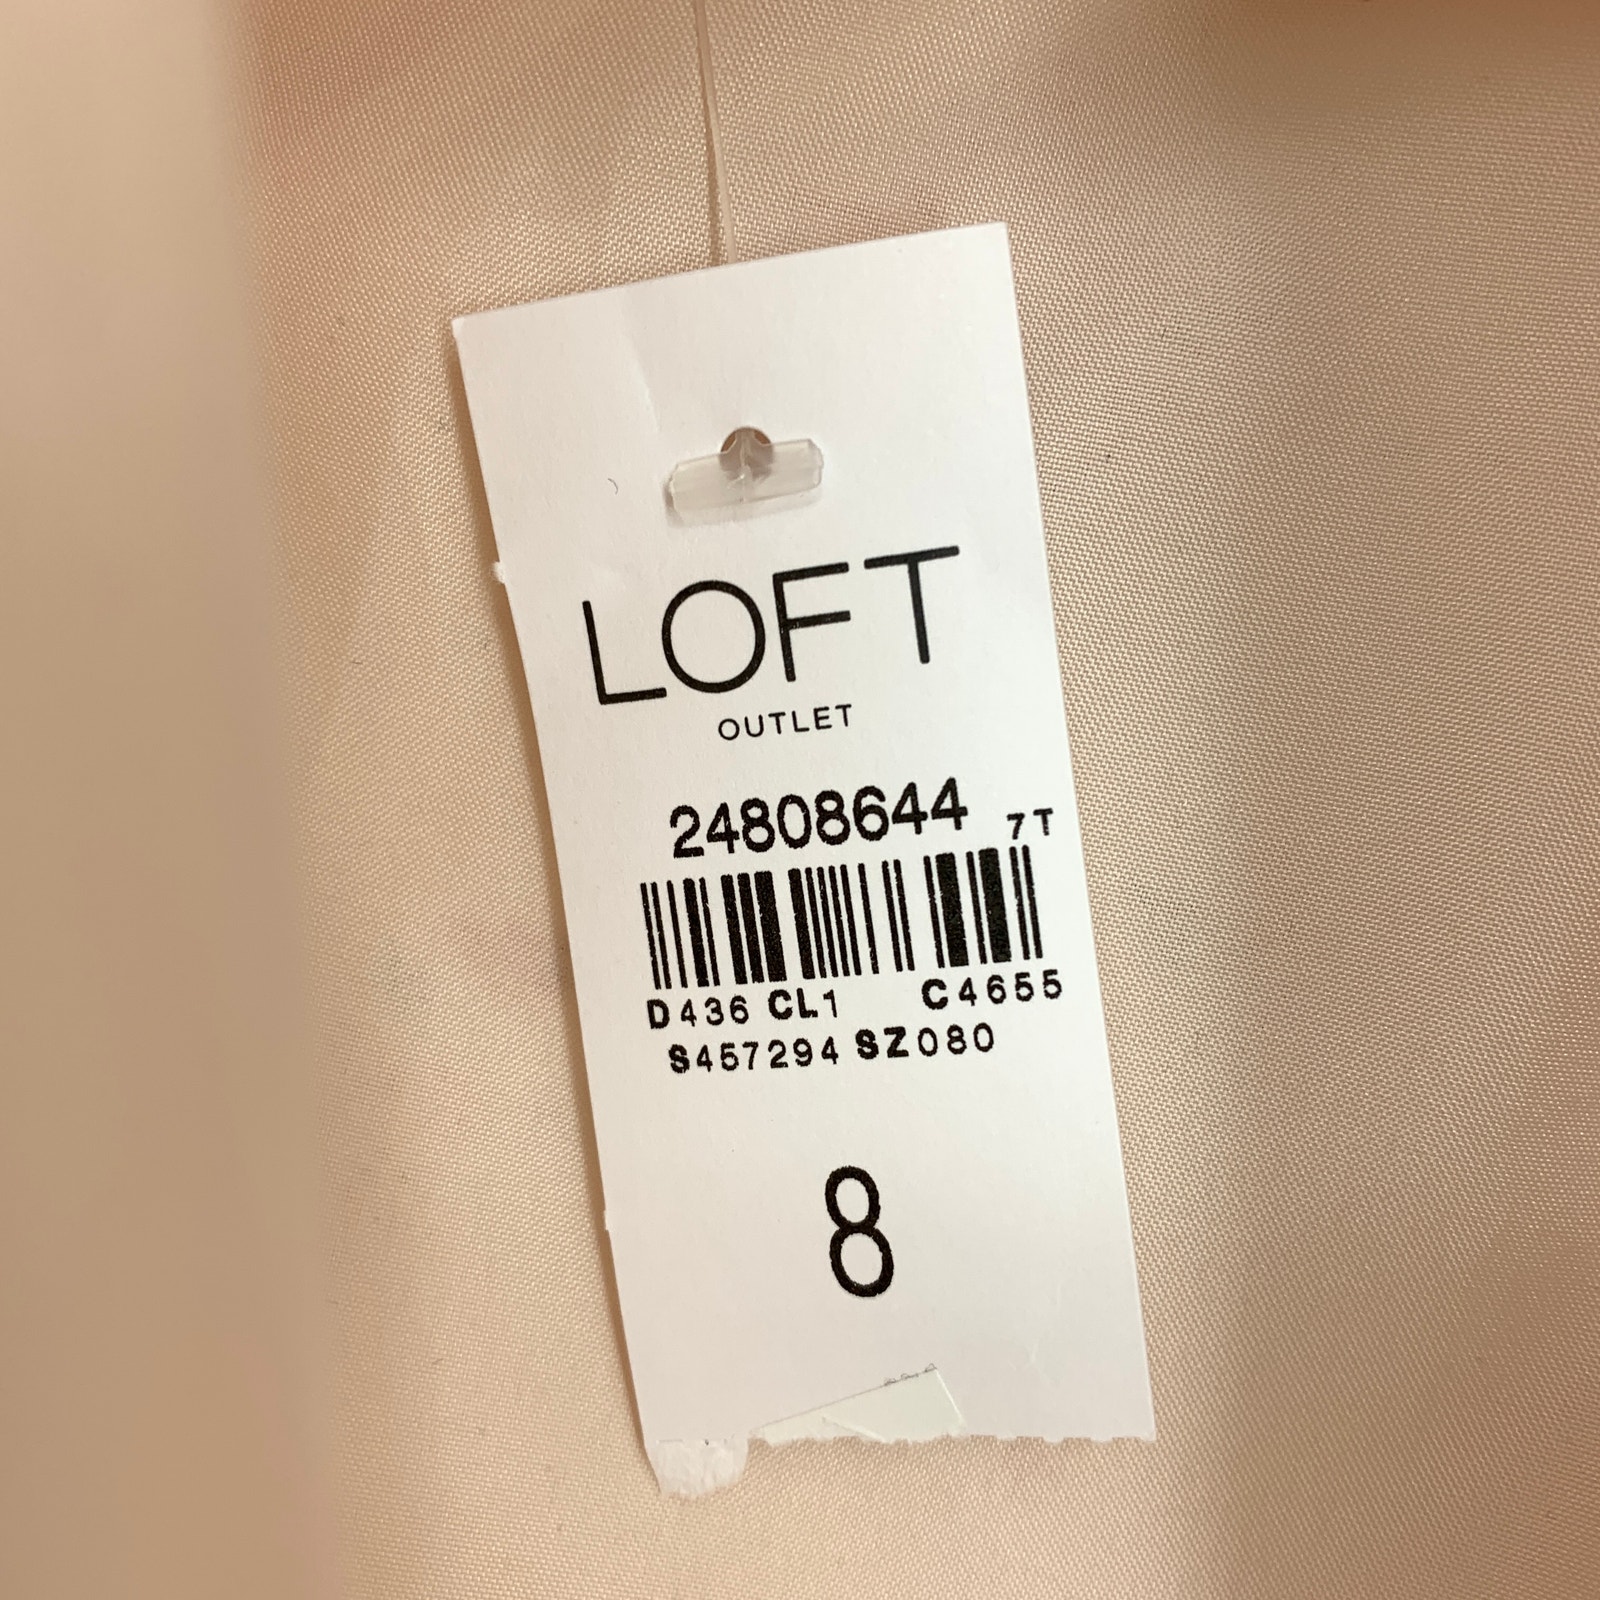 LOFT
OUTLET
24808644 7T
D436 CL1 C4655
S457294 SZ080
8